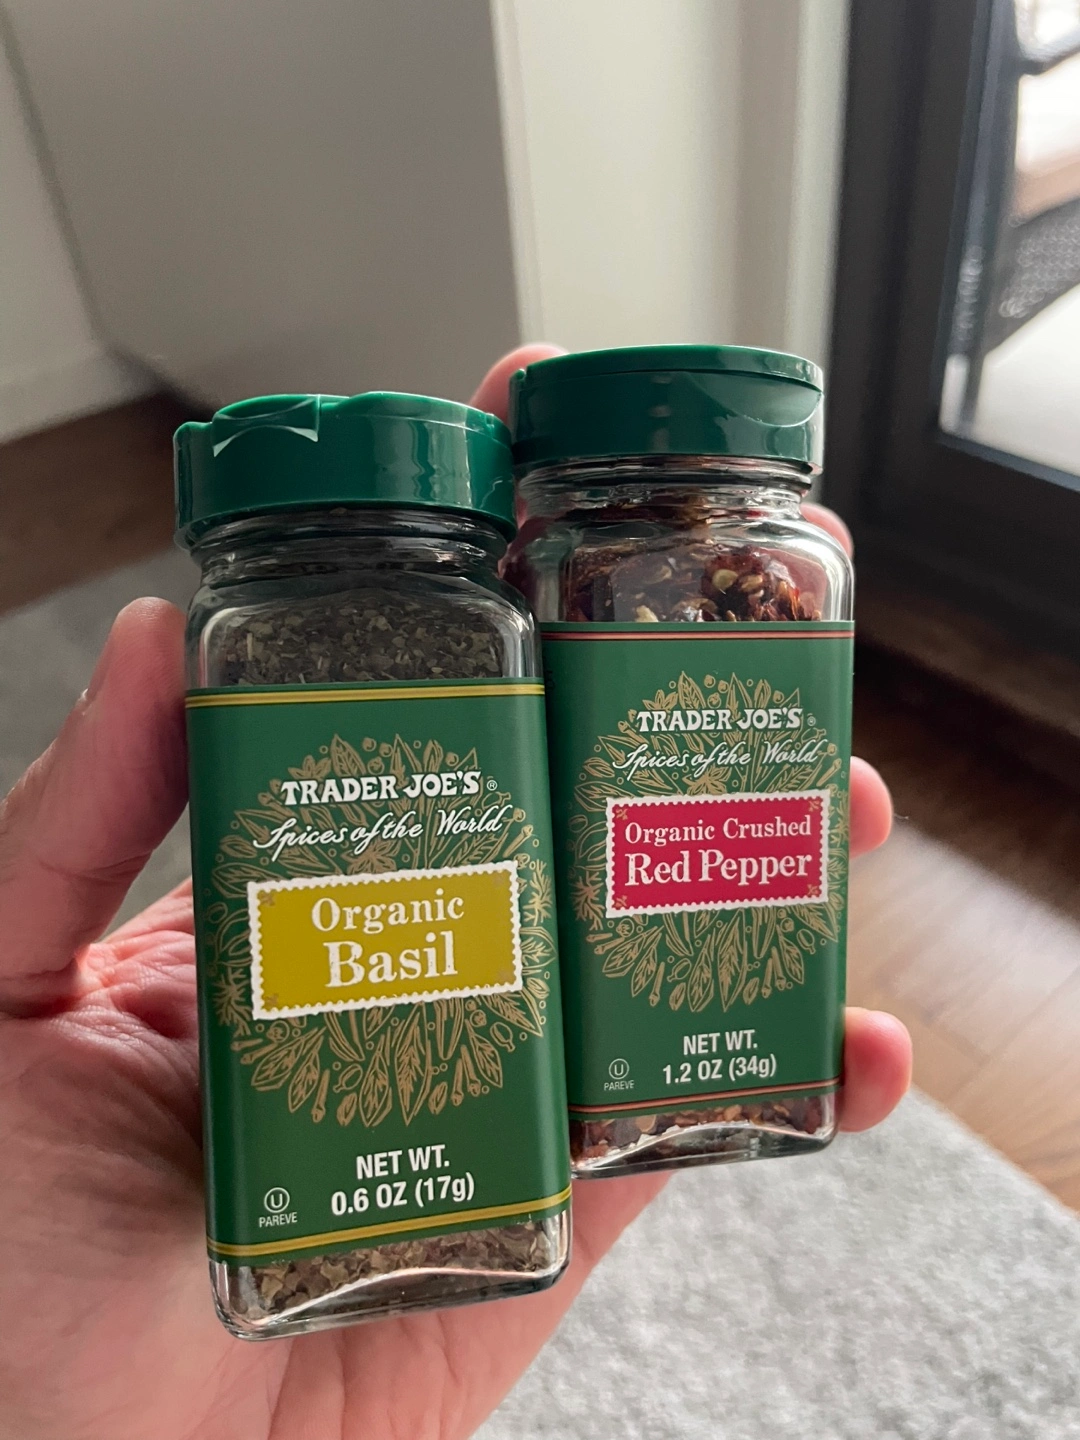 TRADER JOE'S ®
Spices of the World
Organic
Basil
NET WT.
0.6 OZ (17g)
U
PAREVE
TRADER JOE'S ®
Spices of the World
Organic Crushed
Red Pepper
NET WT.
1.2 OZ (34g)
U
PAREVE